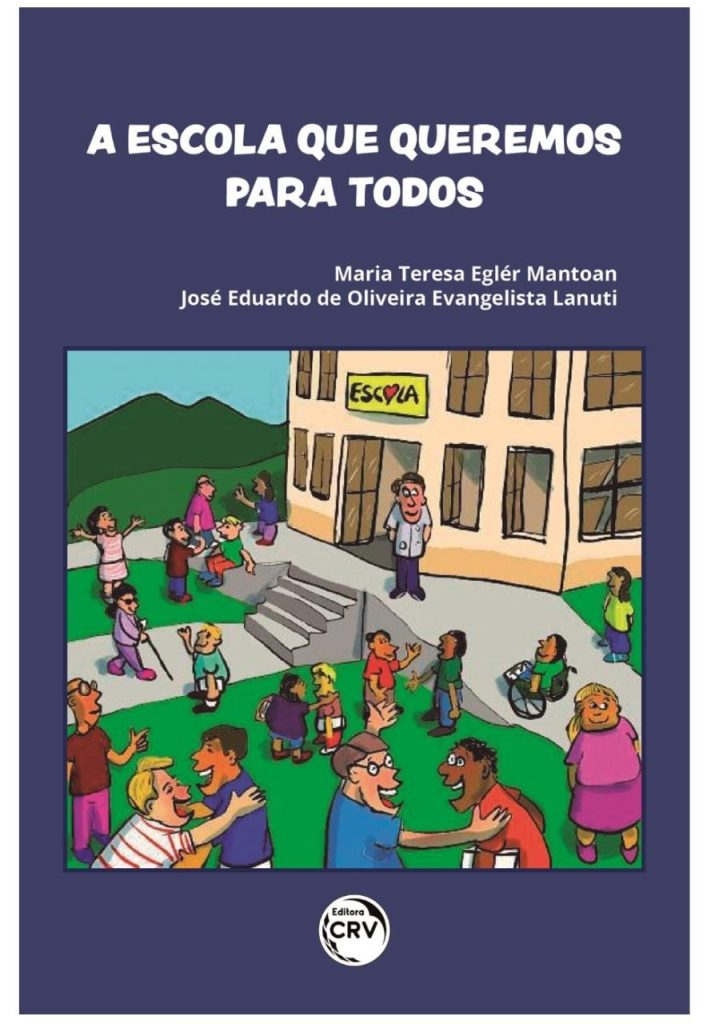 A ESCOLA QUE QUEREMOS
PARA TODOS
Maria Teresa Eglér Mantoan
José Eduardo de Oliveira Evangelista Lanuti
ESCOLA
Editora
CRV